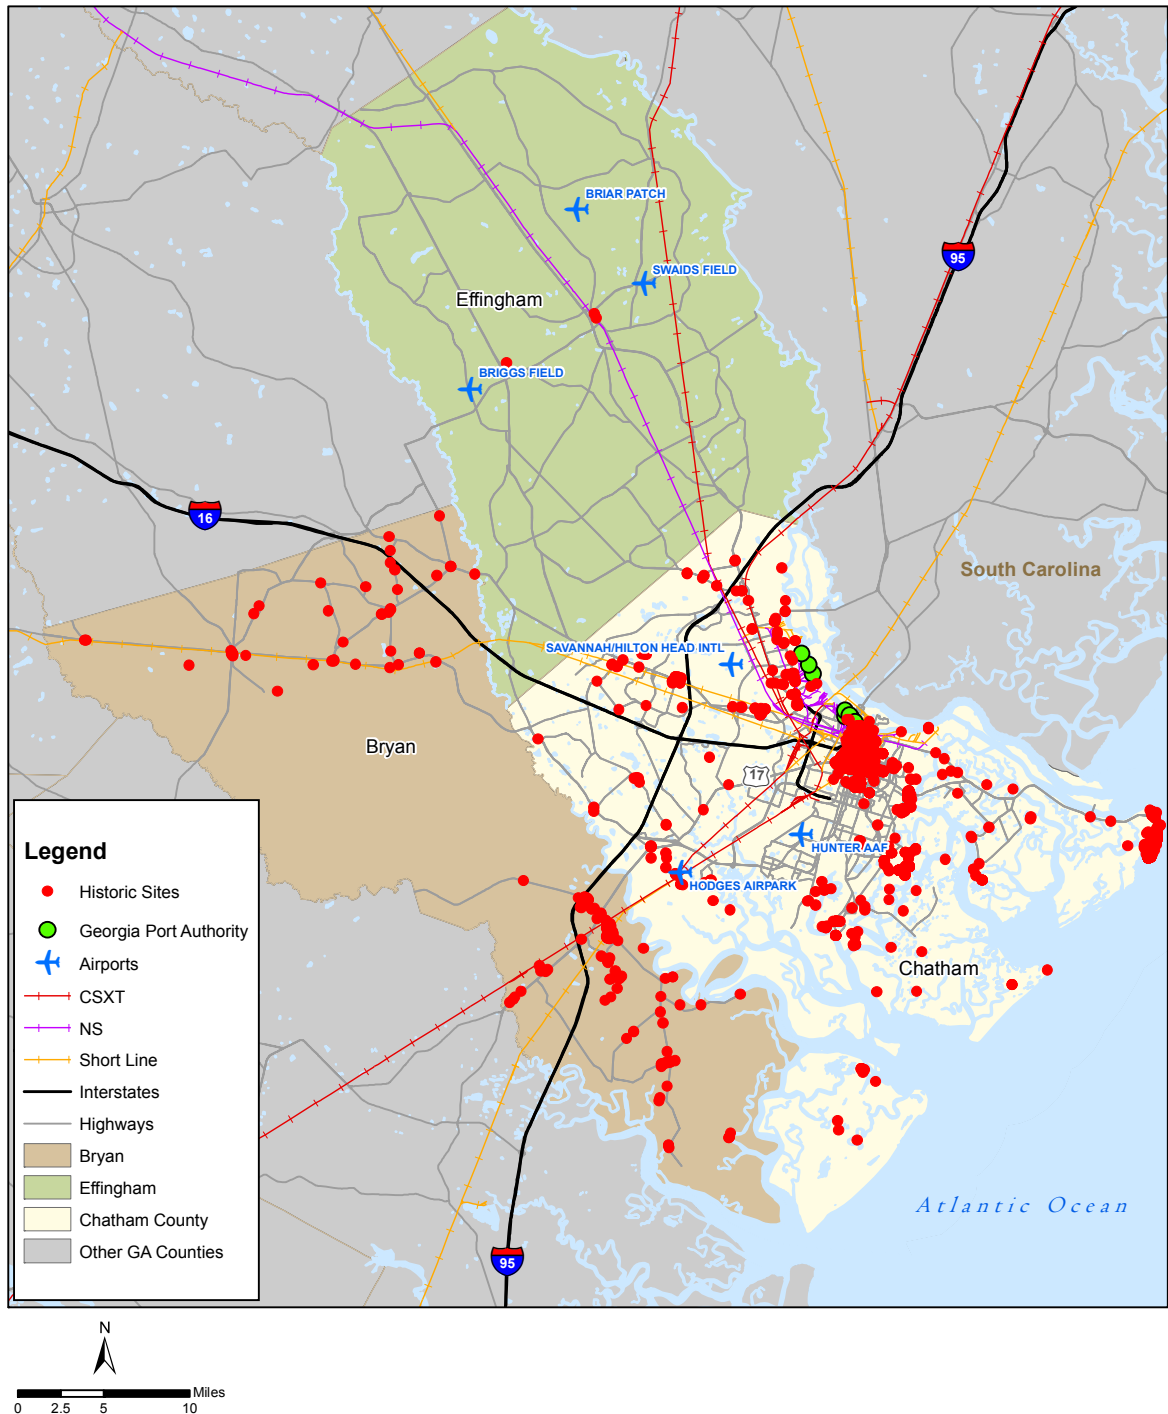 BRIAR PATCH
SWAIDS FIELD
95
Effingham
BRIGGS FIELD
16
South Carolina
SAVANNAH/HILTON HEAD INTL
Bryan
17
HUNTER AAF
HODGES AIRPARK
Chatham
Atlantic Ocean
95
Legend
Historic Sites
Georgia Port Authority
Airports
CSXT
NS
Short Line
Interstates
Highways
Bryan
Effingham
Chatham County
Other GA Counties
N
Miles
0 2.5 5 10